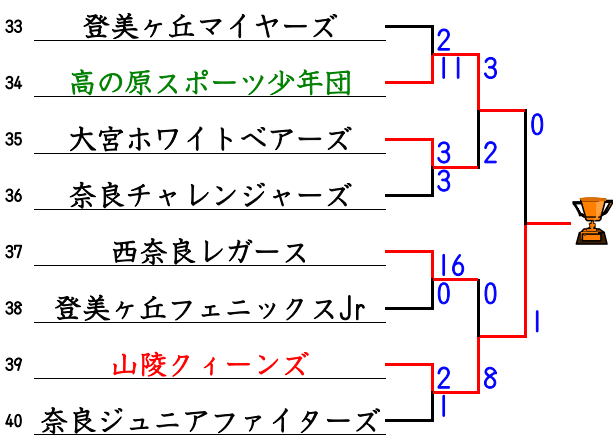 33 登美ヶ丘マイヤーズ
2
11
34 高の原スポーツ少年団
3
0
35 大宮ホワイトベアーズ
3
2
3
36 奈良チャレンジャーズ
37 西奈良レガース
16
0
0
38 登美ヶ丘フェニックスJr
1
39 山陵クィーンズ
2
8
1
40 奈良ジュニアファイターズ